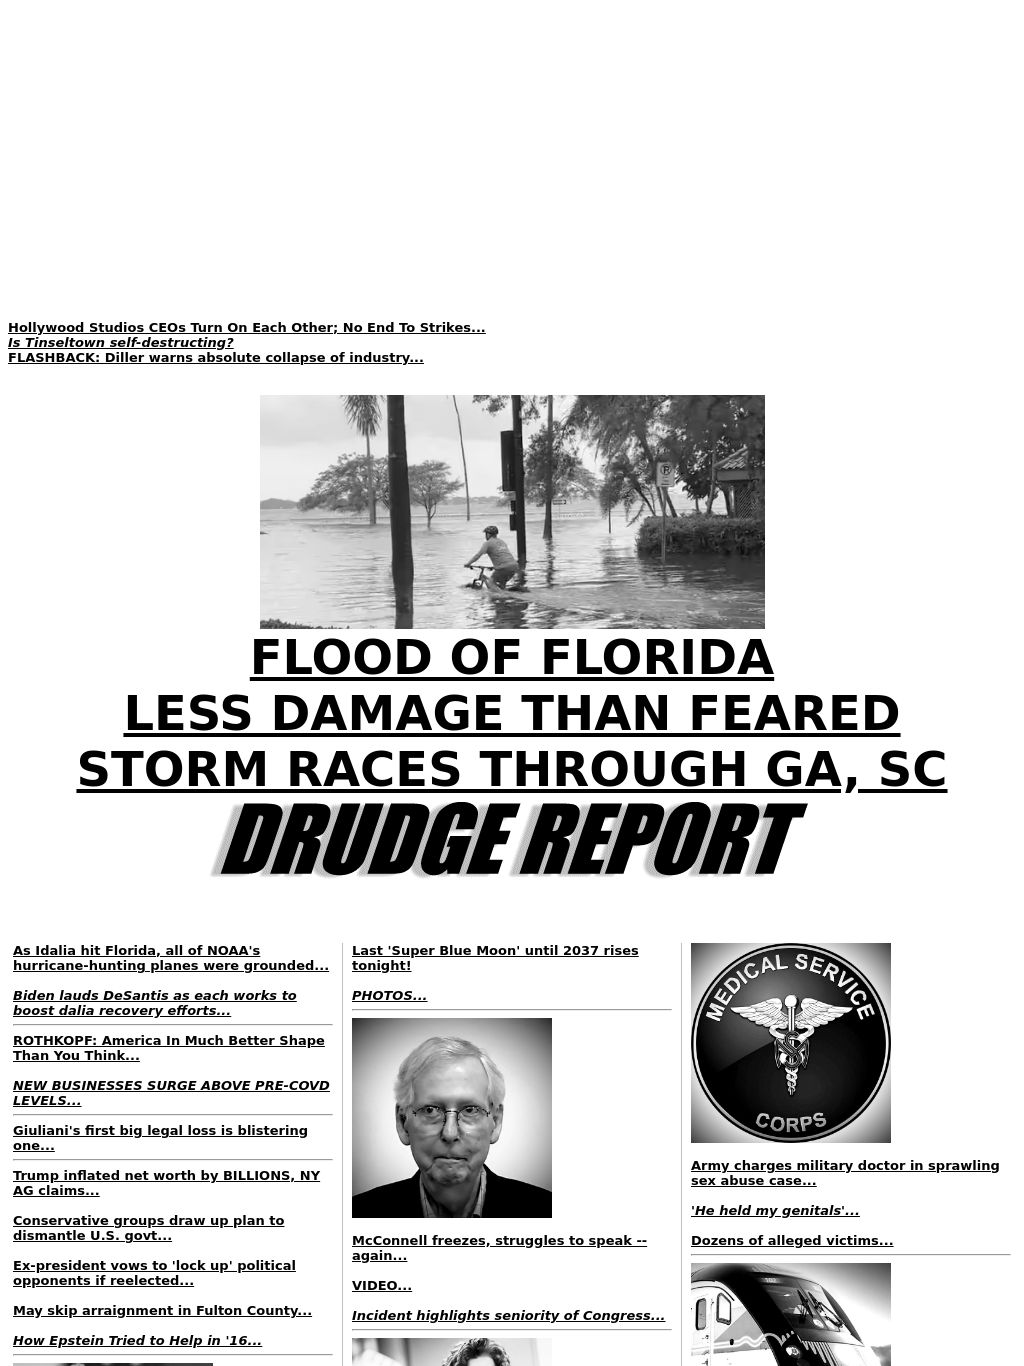 Hollywood Studios CEOs Turn On Each Other; No End To Strikes...
Is Tinseltown self-destructing?
FLASHBACK: Diller warns absolute collapse of industry...
FLOOD OF FLORIDA
LESS DAMAGE THAN FEARED
STORM RACES THROUGH GA, SC
DRUDGE REPORT
As Idalia hit Florida, all of NOAA's
hurricane-hunting planes were grounded...
Biden lauds DeSantis as each works to
boost dalia recovery efforts...
ROTHKOPF: America In Much Better Shape
Than You Think...
NEW BUSINESSES SURGE ABOVE PRE-COVD
LEVELS...
Giuliani's first big legal loss is blistering
one...
Trump inflated net worth by BILLIONS, NY
AG claims...
Conservative groups draw up plan to
dismantle U.S. govt...
Ex-president vows to 'lock up' political
opponents if reelected...
May skip arraignment in Fulton County...
How Epstein Tried to Help in '16...
Last 'Super Blue Moon' until 2037 rises
tonight!
PHOTOS...
McConnell freezes, struggles to speak --
again...
VIDEO...
Incident highlights seniority of Congress...
MEDICAL SERVICE
CORPS
Army charges military doctor in sprawling
sex abuse case...
'He held my genitals'...
Dozens of alleged victims...